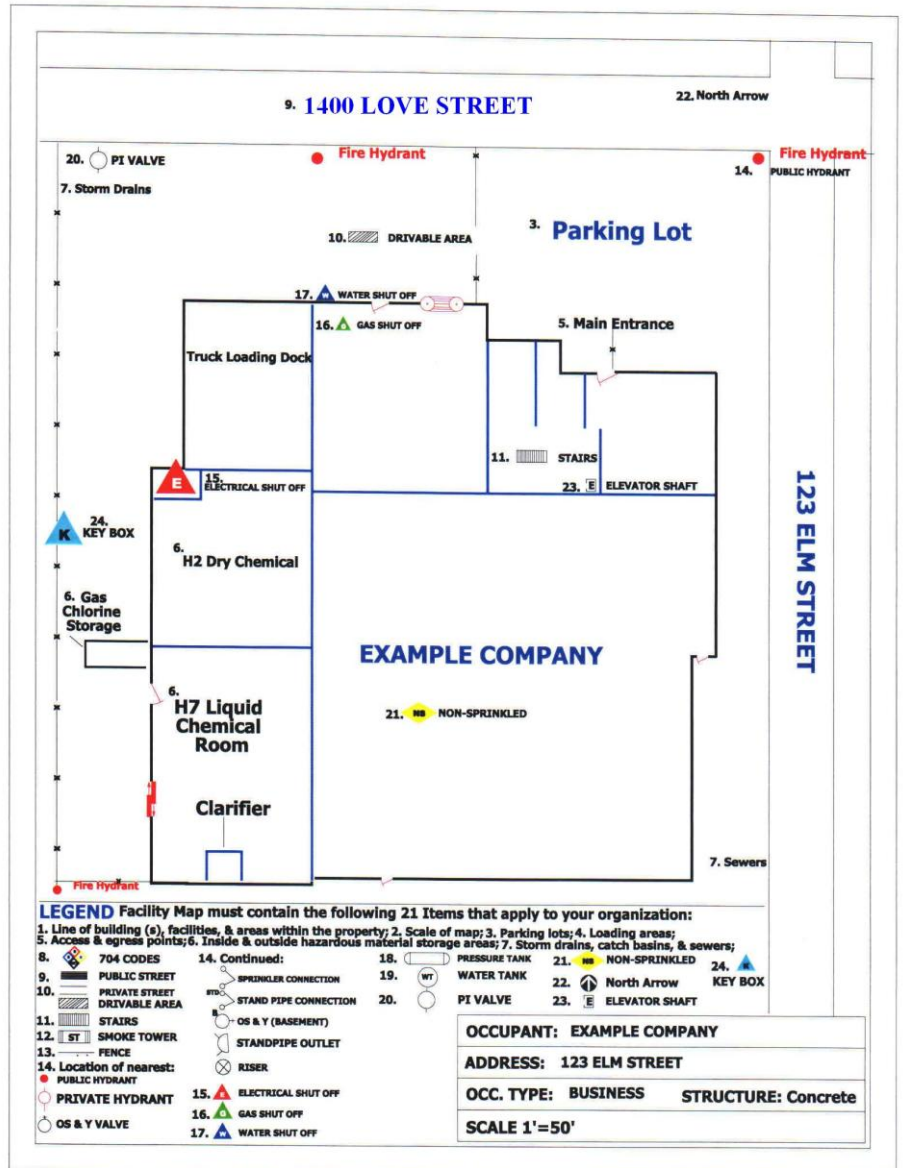 9. 1400 LOVE STREET
22. North Arrow
20. PI VALVE
Fire Hydrant
Fire Hydrant
14. PUBLIC HYDRANT
7. Storm Drains
3. Parking Lot
10. DRIVABLE AREA
17. W WATER SHUT OFF
16. G GAS SHUT OFF
5. Main Entrance
Truck Loading Dock
11. STAIRS
E
15.
ELECTRICAL SHUT OFF
23. E ELEVATOR SHAFT
123 ELM STREET
K
24.
KEY BOX
6.
H2 Dry Chemical
6. Gas
Chlorine
Storage
EXAMPLE COMPANY
6.
H7 Liquid
Chemical
Room
21. NS NON-SPRINKLED
Clarifier
7. Sewers
Fire Hydrant
LEGEND Facility Map must contain the following 21 Items that apply to your organization:
1. Line of building (s), facilities, & areas within the property; 2. Scale of map; 3. Parking lots; 4. Loading areas;
5. Access & egress points; 6. Inside & outside hazardous material storage areas; 7. Storm drains, catch basins, & sewers;
8. 704 CODES
9. PUBLIC STREET
10. PRIVATE STREET
DRIVABLE AREA
11. STAIRS
12. ST SMOKE TOWER
13. FENCE
14. Location of nearest:
PUBLIC HYDRANT
PRIVATE HYDRANT
OS & Y VALVE
14. Continued:
SPRINKLER CONNECTION
STD STAND PIPE CONNECTION
B OS & Y (BASEMENT)
STANDPIPE OUTLET
RISER
15. E ELECTRICAL SHUT OFF
16. G GAS SHUT OFF
17. W WATER SHUT OFF
18. PRESSURE TANK
19. WT WATER TANK
20. PI VALVE
21. NS NON-SPRINKLED
22. North Arrow
23. E ELEVATOR SHAFT
24. K
KEY BOX
OCCUPANT: EXAMPLE COMPANY
ADDRESS: 123 ELM STREET
OCC. TYPE: BUSINESS STRUCTURE: Concrete
SCALE 1'=50'